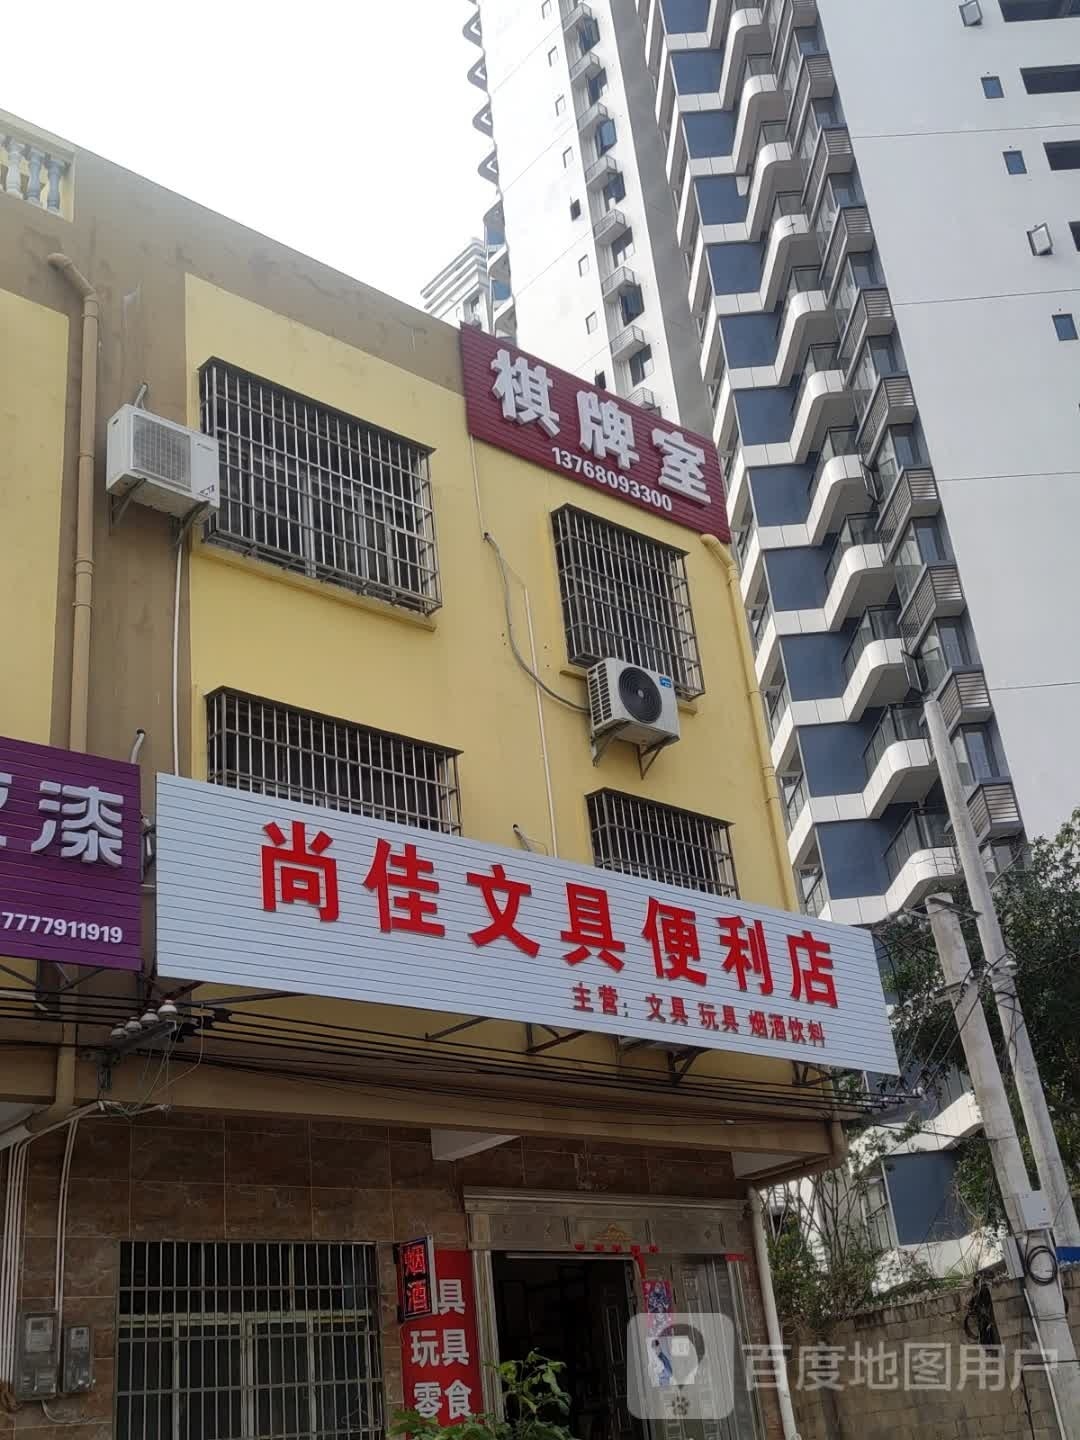 棋牌室
13768093300
漆
7777911919
尚佳文具便利店
主营：文具 玩具 烟酒饮料
烟酒
具
玩具
零食
百度地图用户